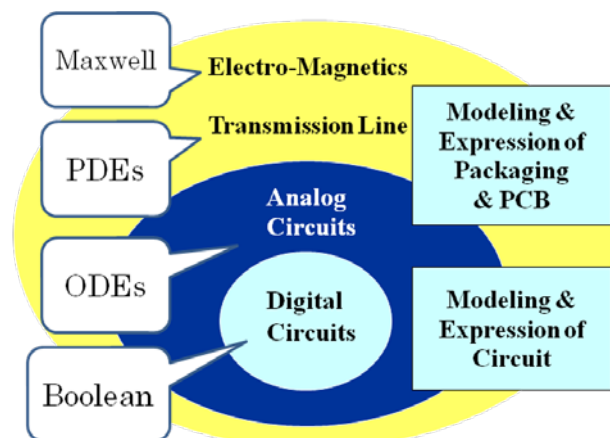 Maxwell
Electro-Magnetics
PDEs
Transmission Line
Modeling &
Expression of
Packaging
& PCB
ODEs
Analog
Circuits
Boolean
Digital
Circuits
Modeling &
Expression of
Circuit